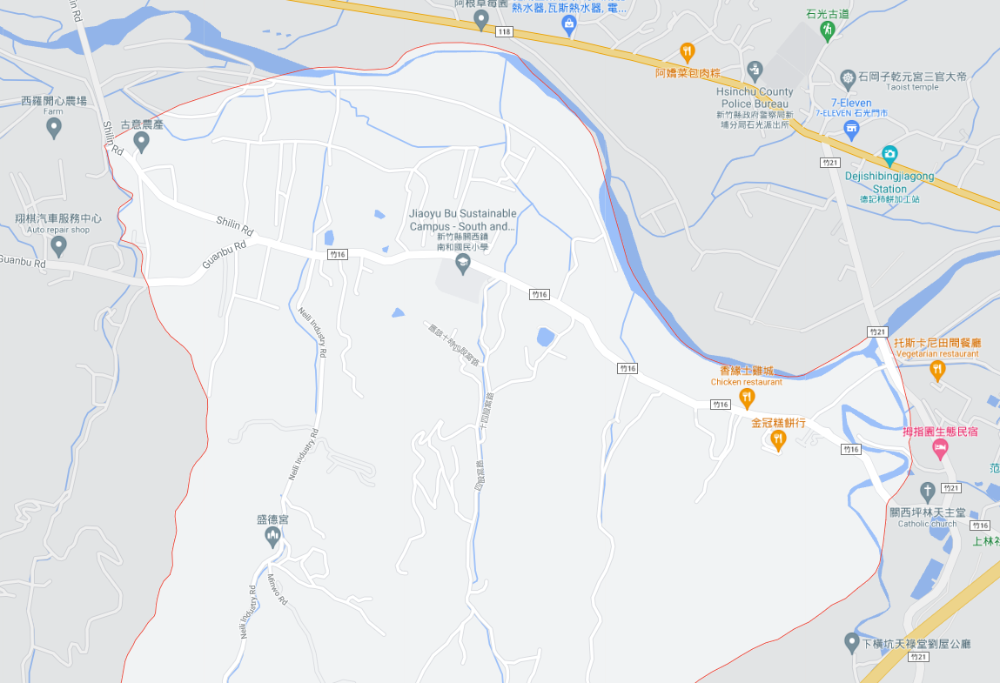 阿根草莓園
熱水器,瓦斯熱水器, 電...
118
石光古道
阿嬌菜包肉粽
Hsinchu County
Police Bureau
新竹縣政府警察局新
埔分局石光派出所
石岡子乾元宮三官大帝
Taoist temple
7-Eleven
7-ELEVEN 石光門市
竹21
Dejishibingjiagong
Station
德記柿餅加工站
西羅開心農場
Farm
古意農產
Shilin Rd
翔棋汽車服務中心
Auto repair shop
Guanbu Rd
Shilin Rd
Guanbu Rd
竹16
Jiaoyu Bu Sustainable
Campus - South and...
新竹縣關西鎮
南和國民小學
竹16
Neili Industry Rd
竹21
托斯卡尼田間餐廳
Vegetarian restaurant
竹16
香緣土雞城
Chicken restaurant
竹16
金冠糕餅行
竹16
拇指園生態民宿
范
十四股窩路
四股窩路
Neili Industry Rd
竹21
關西坪林天主堂
Catholic church
竹16
上林
盛德宮
Minwo Rd
Neili Industry Rd
下橫坑天祿堂劉屋公廳
竹21